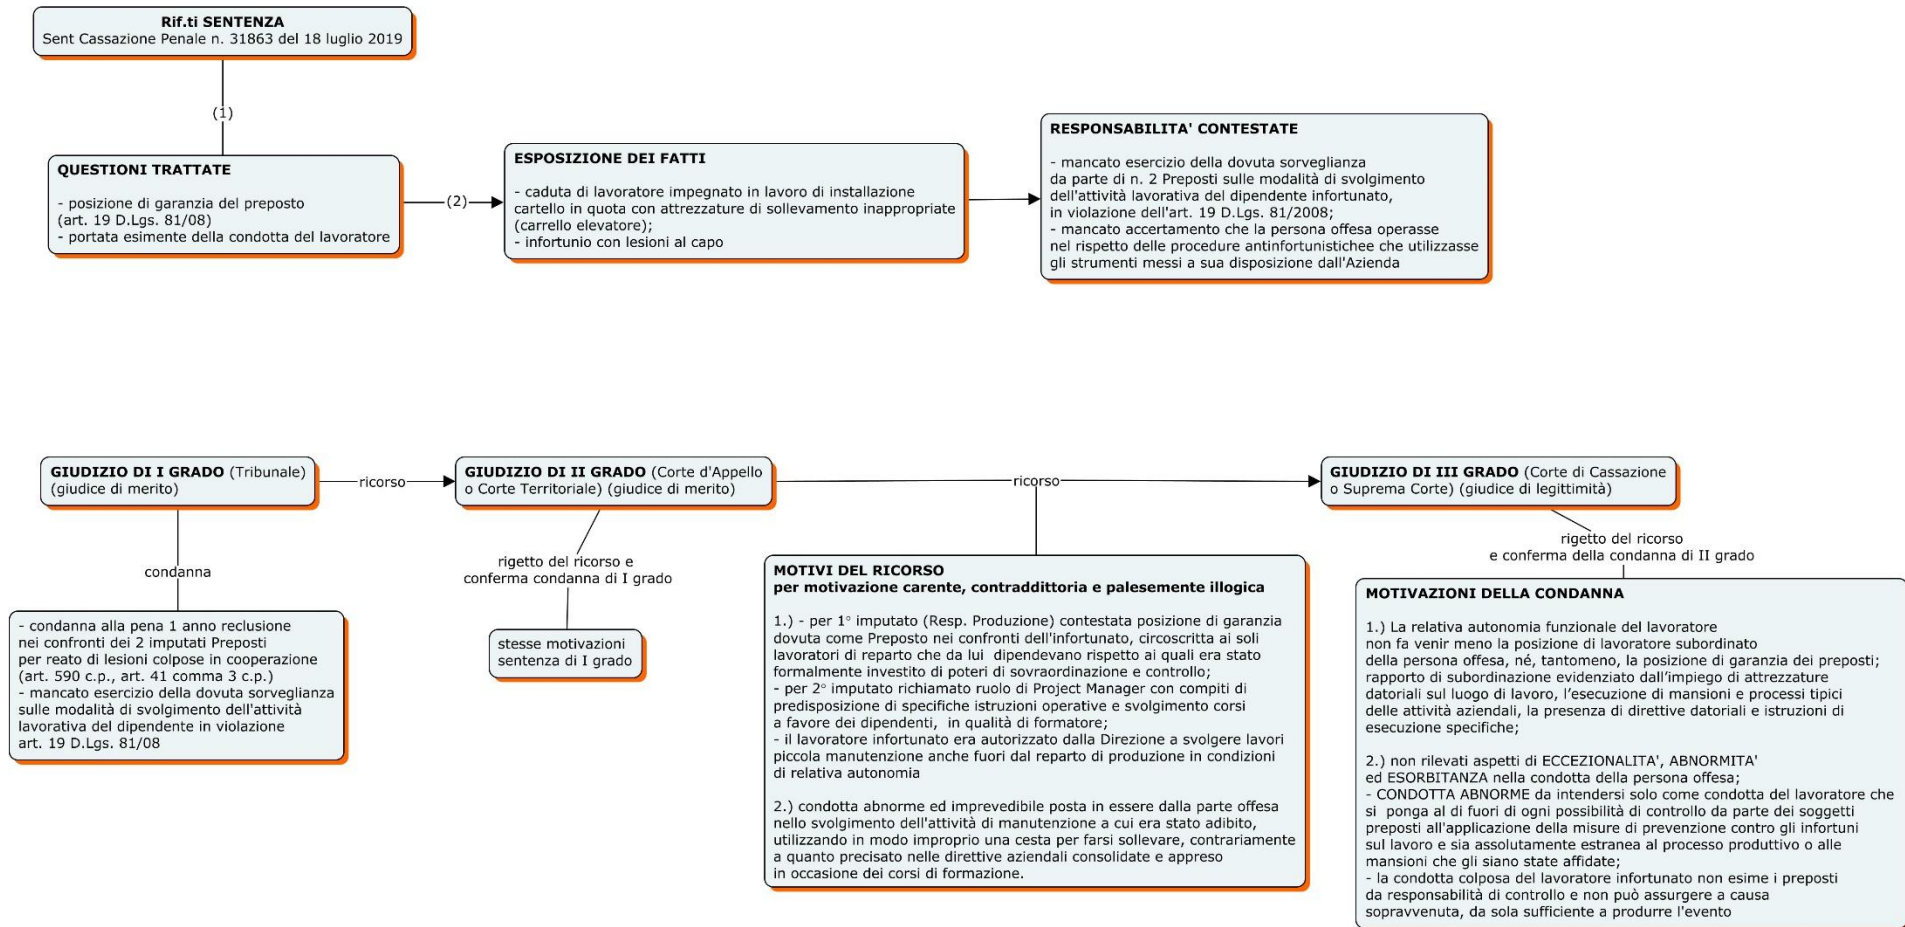 Rif.ti SENTENZA
Sent Cassazione Penale n. 31863 del 18 luglio 2019
(1)
QUESTIONI TRATTATE
- posizione di garanzia del preposto
(art. 19 D.Lgs. 81/08)
- portata esimente della condotta del lavoratore
(2)
ESPOSIZIONE DEI FATTI
- caduta di lavoratore impegnato in lavoro di installazione
cartello in quota con attrezzature di sollevamento inappropriate
(carrello elevatore);
- infortunio con lesioni al capo
RESPONSABILITA' CONTESTATE
- mancato esercizio della dovuta sorveglianza
da parte di n. 2 Preposti sulle modalità di svolgimento
dell'attività lavorativa del dipendente infortunato,
in violazione dell'art. 19 D.Lgs. 81/2008;
- mancato accertamento che la persona offesa operasse
nel rispetto delle procedure antinfortunistichee che utilizzasse
gli strumenti messi a sua disposizione dall'Azienda
GIUDIZIO DI I GRADO (Tribunale)
(giudice di merito)
ricorso
GIUDIZIO DI II GRADO (Corte d'Appello
o Corte Territoriale) (giudice di merito)
ricorso
GIUDIZIO DI III GRADO (Corte di Cassazione
o Suprema Corte) (giudice di legittimità)
condanna
- condanna alla pena 1 anno reclusione
nei confronti dei 2 imputati Preposti
per reato di lesioni colpose in cooperazione
(art. 590 c.p., art. 41 comma 3 c.p.)
- mancato esercizio della dovuta sorveglianza
sulle modalità di svolgimento dell'attività
lavorativa del dipendente in violazione
art. 19 D.Lgs. 81/08
rigetto del ricorso e
conferma condanna di I grado
stesse motivazioni
sentenza di I grado
MOTIVI DEL RICORSO
per motivazione carente, contraddittoria e palesemente illogica
1.) - per 1° imputato (Resp. Produzione) contestata posizione di garanzia
dovuta come Preposto nei confronti dell'infortunato, circoscritta ai soli
lavoratori di reparto che da lui dipendevano rispetto ai quali era stato
formalmente investito di poteri di sovraordinazione e controllo;
- per 2° imputato richiamato ruolo di Project Manager con compiti di
predisposizione di specifiche istruzioni operative e svolgimento corsi
a favore dei dipendenti, in qualità di formatore;
- il lavoratore infortunato era autorizzato dalla Direzione a svolgere lavori
piccola manutenzione anche fuori dal reparto di produzione in condizioni
di relativa autonomia
2.) condotta abnorme ed imprevedibile posta in essere dalla parte offesa
nello svolgimento dell'attività di manutenzione a cui era stato adibito,
utilizzando in modo improprio una cesta per farsi sollevare, contrariamente
a quanto precisato nelle direttive aziendali consolidate e appreso
in occasione dei corsi di formazione.
rigetto del ricorso
e conferma della condanna di II grado
MOTIVAZIONI DELLA CONDANNA
1.) La relativa autonomia funzionale del lavoratore
non fa venir meno la posizione di lavoratore subordinato
della persona offesa, né, tantomeno, la posizione di garanzia dei preposti;
rapporto di subordinazione evidenziato dall'impiego di attrezzature
datoriali sul luogo di lavoro, l'esecuzione di mansioni e processi tipici
delle attività aziendali, la presenza di direttive datoriali e istruzioni di
esecuzione specifiche;
2.) non rilevati aspetti di ECCEZIONALITA', ABNORMITA'
ed ESORBITANZA nella condotta della persona offesa;
- CONDOTTA ABNORME da intendersi solo come condotta del lavoratore che
si ponga al di fuori di ogni possibilità di controllo da parte dei soggetti
preposti all'applicazione della misure di prevenzione contro gli infortuni
sul lavoro e sia assolutamente estranea al processo produttivo o alle
mansioni che gli siano state affidate;
- la condotta colposa del lavoratore infortunato non esime i preposti
da responsabilità di controllo e non può assurgere a causa
sopravvenuta, da sola sufficiente a produrre l'evento